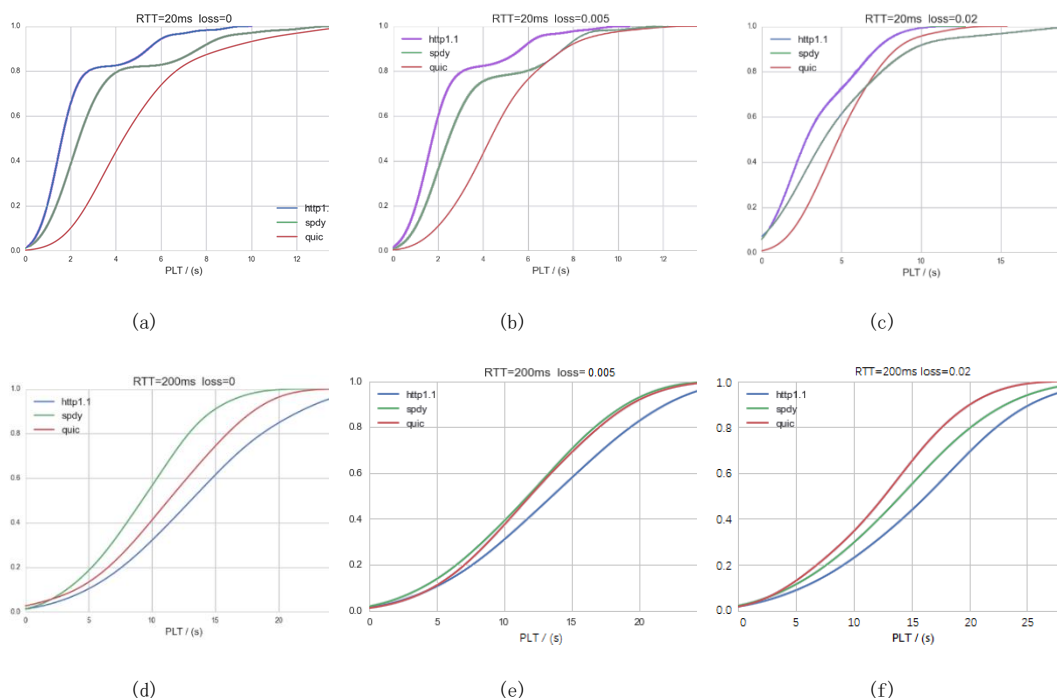 RTT=20ms loss=0
1.0
0.8
0.6
0.4
0.2
0.0
http1.
spdy
quic
0 2 4 6 8 10 12
PLT / (s)
(a)
RTT=20ms loss=0.005
1.0
http1.1
spdy
quic
0.8
0.6
0.4
0.2
0.0
0 2 4 6 8 10 12
PLT / (s)
(b)
RTT=20ms loss=0.02
1.0
http1.1
spdy
quic
0.8
0.6
0.4
0.2
0.0
0 5 10 15
PLT / (s)
(c)
RTT=200ms loss=0
1.0
http1.1
spdy
quic
0.8
0.6
0.4
0.2
0.0
0 5 10 15 20
PLT / (s)
(d)
RTT=200ms loss= 0.005
1.0
http1.1
spdy
quic
0.8
0.6
0.4
0.2
0.0
0 5 10 15 20
PLT / (s)
(e)
RTT=200ms loss=0.02
1.0
http1.1
spdy
quic
0.8
0.6
0.4
0.2
0.0
0 5 10 15 20 25
PLT / (s)
(f)